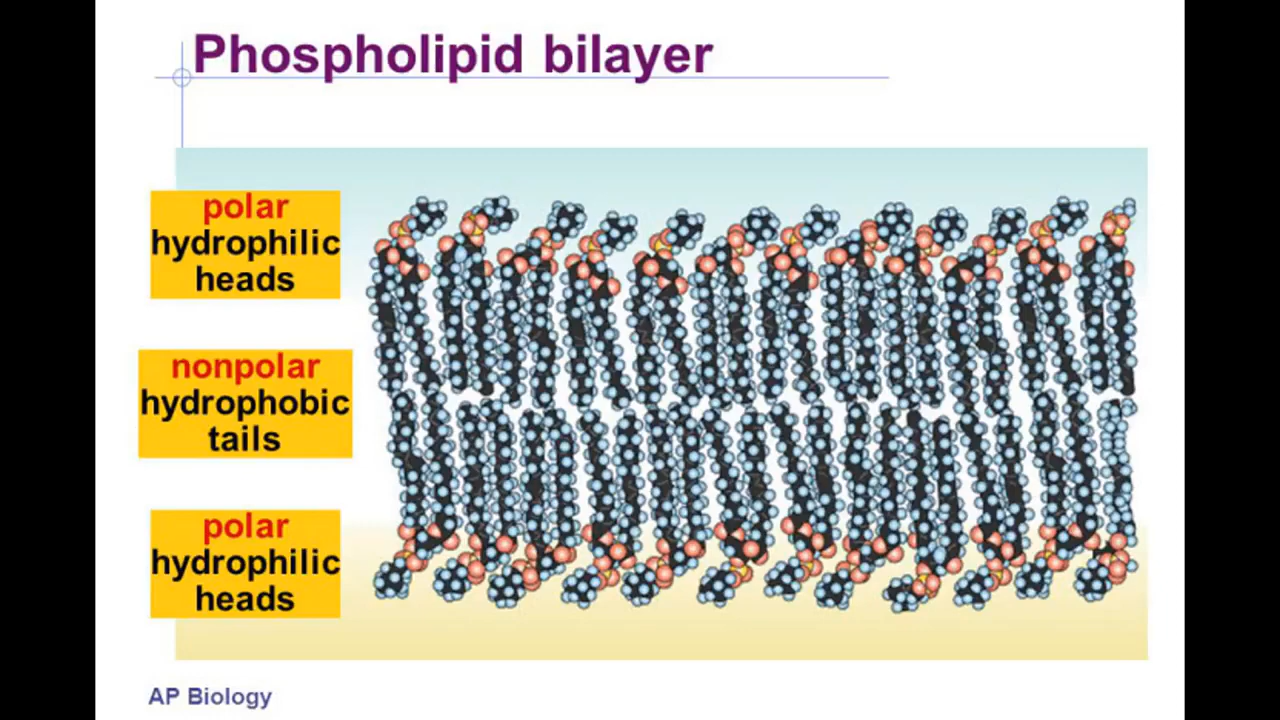 Phospholipid bilayer
polar
hydrophilic
heads
nonpolar
hydrophobic
tails
polar
hydrophilic
heads
AP Biology